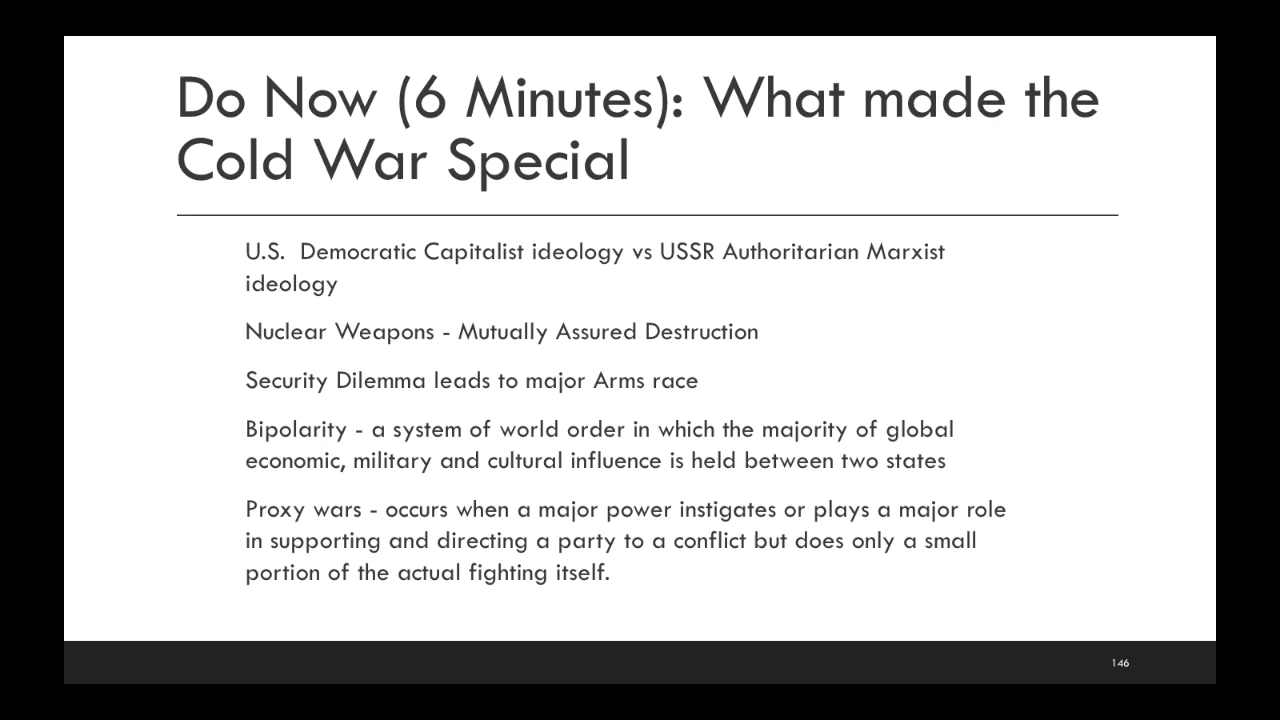 Do Now (6 Minutes): What made the
Cold War Special
U.S.  Democratic Capitalist ideology vs USSR Authoritarian Marxist
ideology
Nuclear Weapons - Mutually Assured Destruction
Security Dilemma leads to major Arms race
Bipolarity - a system of world order in which the majority of global
economic, military and cultural influence is held between two states
Proxy wars - occurs when a major power instigates or plays a major role
in supporting and directing a party to a conflict but does only a small
portion of the actual fighting itself.
146